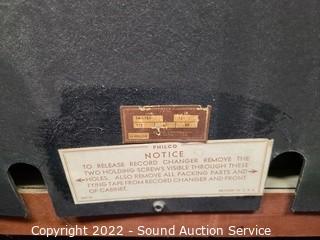 PHILCO
NOTICE
TO RELEASE RECORD CHANGER REMOVE THE
TWO HOLDING SCREWS VISIBLE THROUGH THESE
HOLES. ALSO REMOVE ALL PACKING PARTS AND
TYING TAPE FROM RECORD CHANGER AND FRONT
OF CABINET.
Copyright 2022 - Sound Auction Service